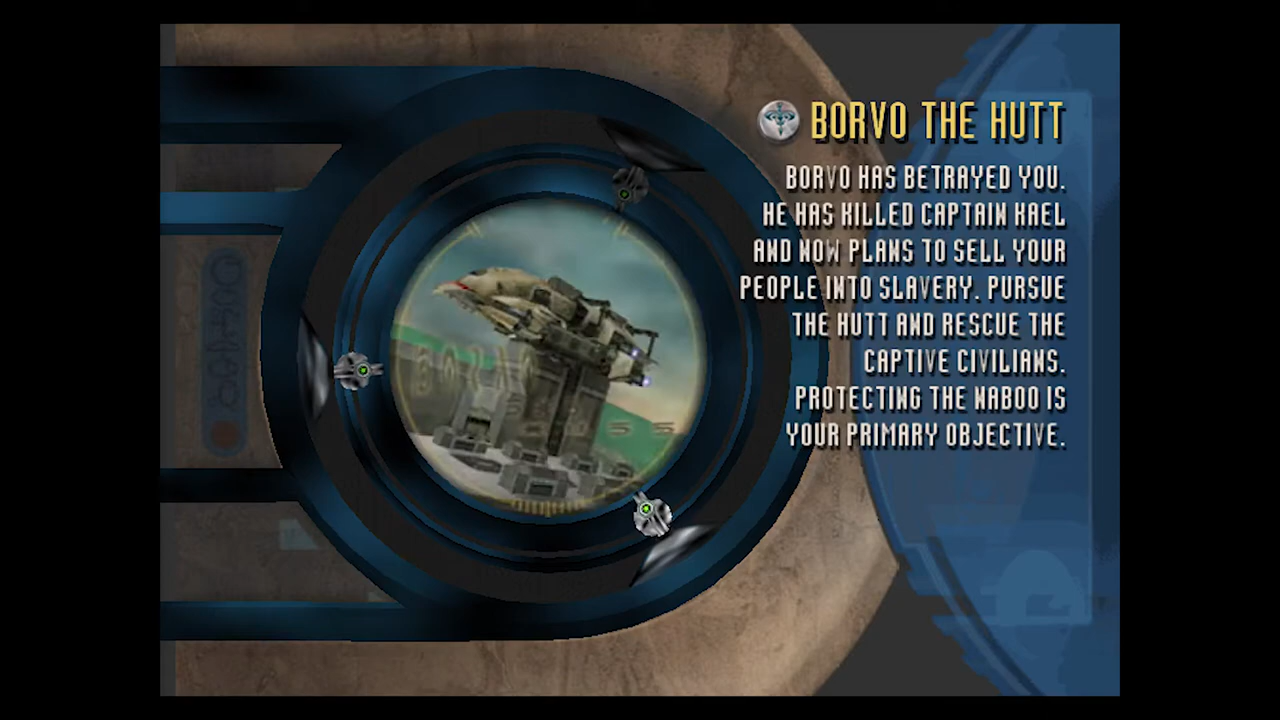 BORVO THE HUTT
BORVO HAS BETRAYED YOU.
HE HAS KILLED CAPTAIN KAEL
AND NOW PLANS TO SELL YOUR
PEOPLE INTO SLAVERY. PURSUE
THE HUTT AND RESCUE THE
CAPTIVE CIVILIANS.
PROTECTING THE NABOO IS
YOUR PRIMARY OBJECTIVE.